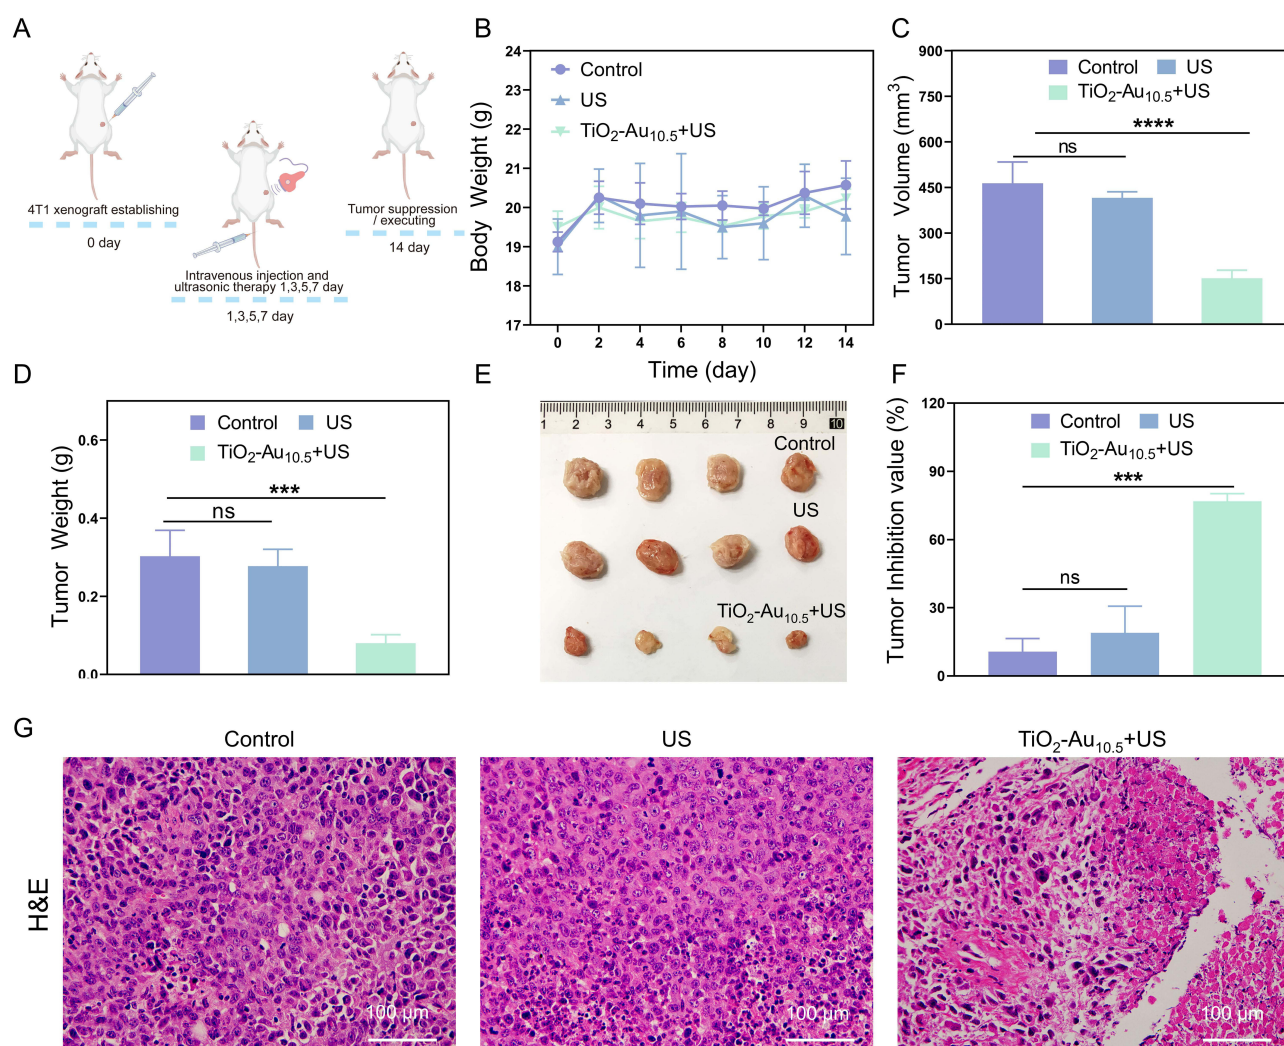 A
4T1 xenograft establishing
0 day
Intravenous injection and
ultrasonic therapy 1,3,5,7 day
1,3,5,7 day
Tumor suppression
/ executing
14 day
B
Body Weight (g)
24
23
22
21
20
19
18
17
Control
US
TiO2-Au10.5+US
0 2 4 6 8 10 12 14
Time (day)
C
Tumor Volume (mm3)
900
750
600
450
300
150
0
Control US
TiO2-Au10.5+US
****
ns
D
Tumor Weight (g)
0.6
0.4
0.2
0.0
Control US
TiO2-Au10.5+US
***
ns
E
1 2 3 4 5 6 7 8 9 10
Control
US
TiO2-Au10.5+US
F
Tumor Inhibition value (%)
120
90
60
30
0
Control US
TiO2-Au10.5+US
***
ns
G
Control
US
TiO2-Au10.5+US
H&E
100 μm
100 μm
100 μm